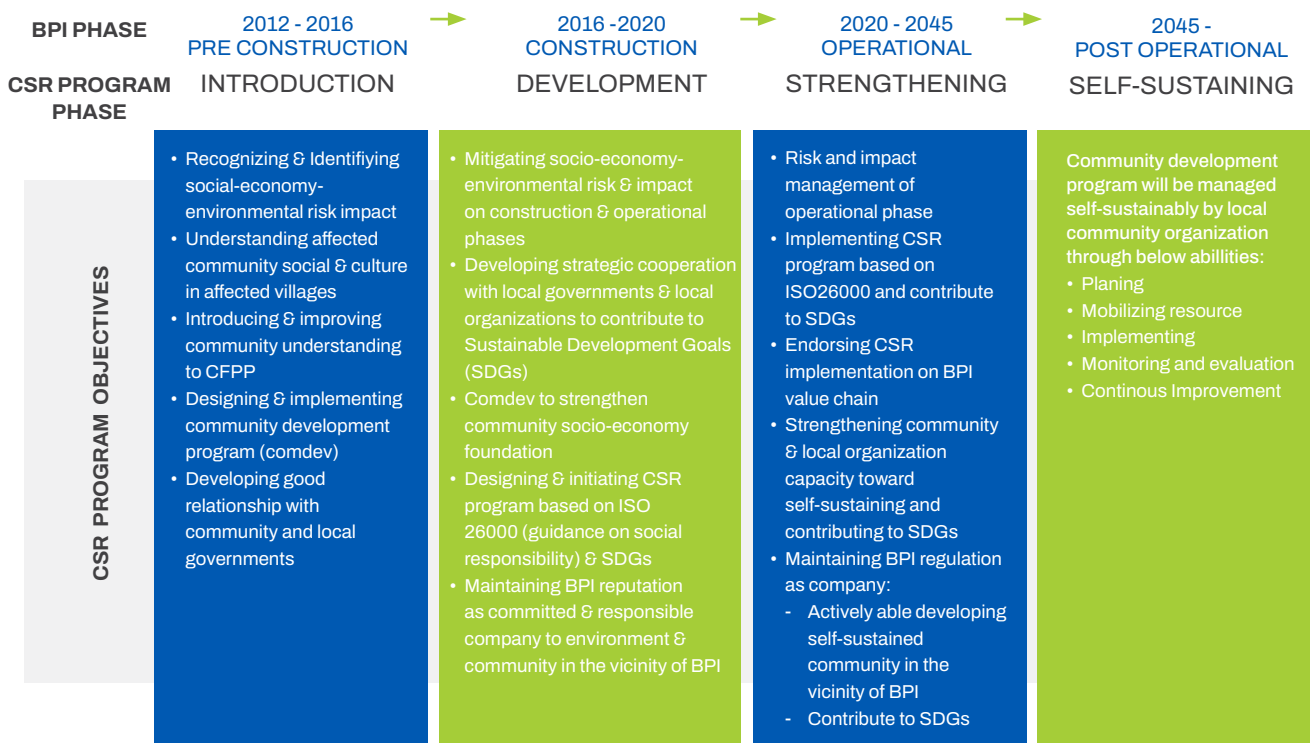 BPI PHASE
2012 - 2016
PRE CONSTRUCTION
2016 -2020
CONSTRUCTION
2020 - 2045
OPERATIONAL
2045 -
POST OPERATIONAL
CSR PROGRAM
PHASE
INTRODUCTION
DEVELOPMENT
STRENGTHENING
SELF-SUSTAINING
CSR PROGRAM OBJECTIVES
• Recognizing & Identifiying
social-economy-
environmental risk impact
• Understanding affected
community social & culture
in affected villages
• Introducing & improving
community understanding
to CFPP
• Designing & implementing
community development
program (comdev)
• Developing good
relationship with
community and local
governments
• Mitigating socio-economy-
environmental risk & impact
on construction & operational
phases
• Developing strategic cooperation
with local governments & local
organizations to contribute to
Sustainable Development Goals
(SDGs)
• Comdev to strengthen
community socio-economy
foundation
• Designing & initiating CSR
program based on ISO
26000 (guidance on social
responsibility) & SDGs
• Maintaining BPI reputation
as committed & responsible
company to environment &
community in the vicinity of BPI
• Risk and impact
management of
operational phase
• Implementing CSR
program based on
ISO26000 and contribute
to SDGs
• Endorsing CSR
implementation on BPI
value chain
• Strengthening community
& local organization
capacity toward
self-sustaining and
contributing to SDGs
• Maintaining BPI regulation
as company:
- Actively able developing
self-sustained
community in the
vicinity of BPI
- Contribute to SDGs
Community development
program will be managed
self-sustainably by local
community organization
through below abillities:
• Planing
• Mobilizing resource
• Implementing
• Monitoring and evaluation
• Continous Improvement